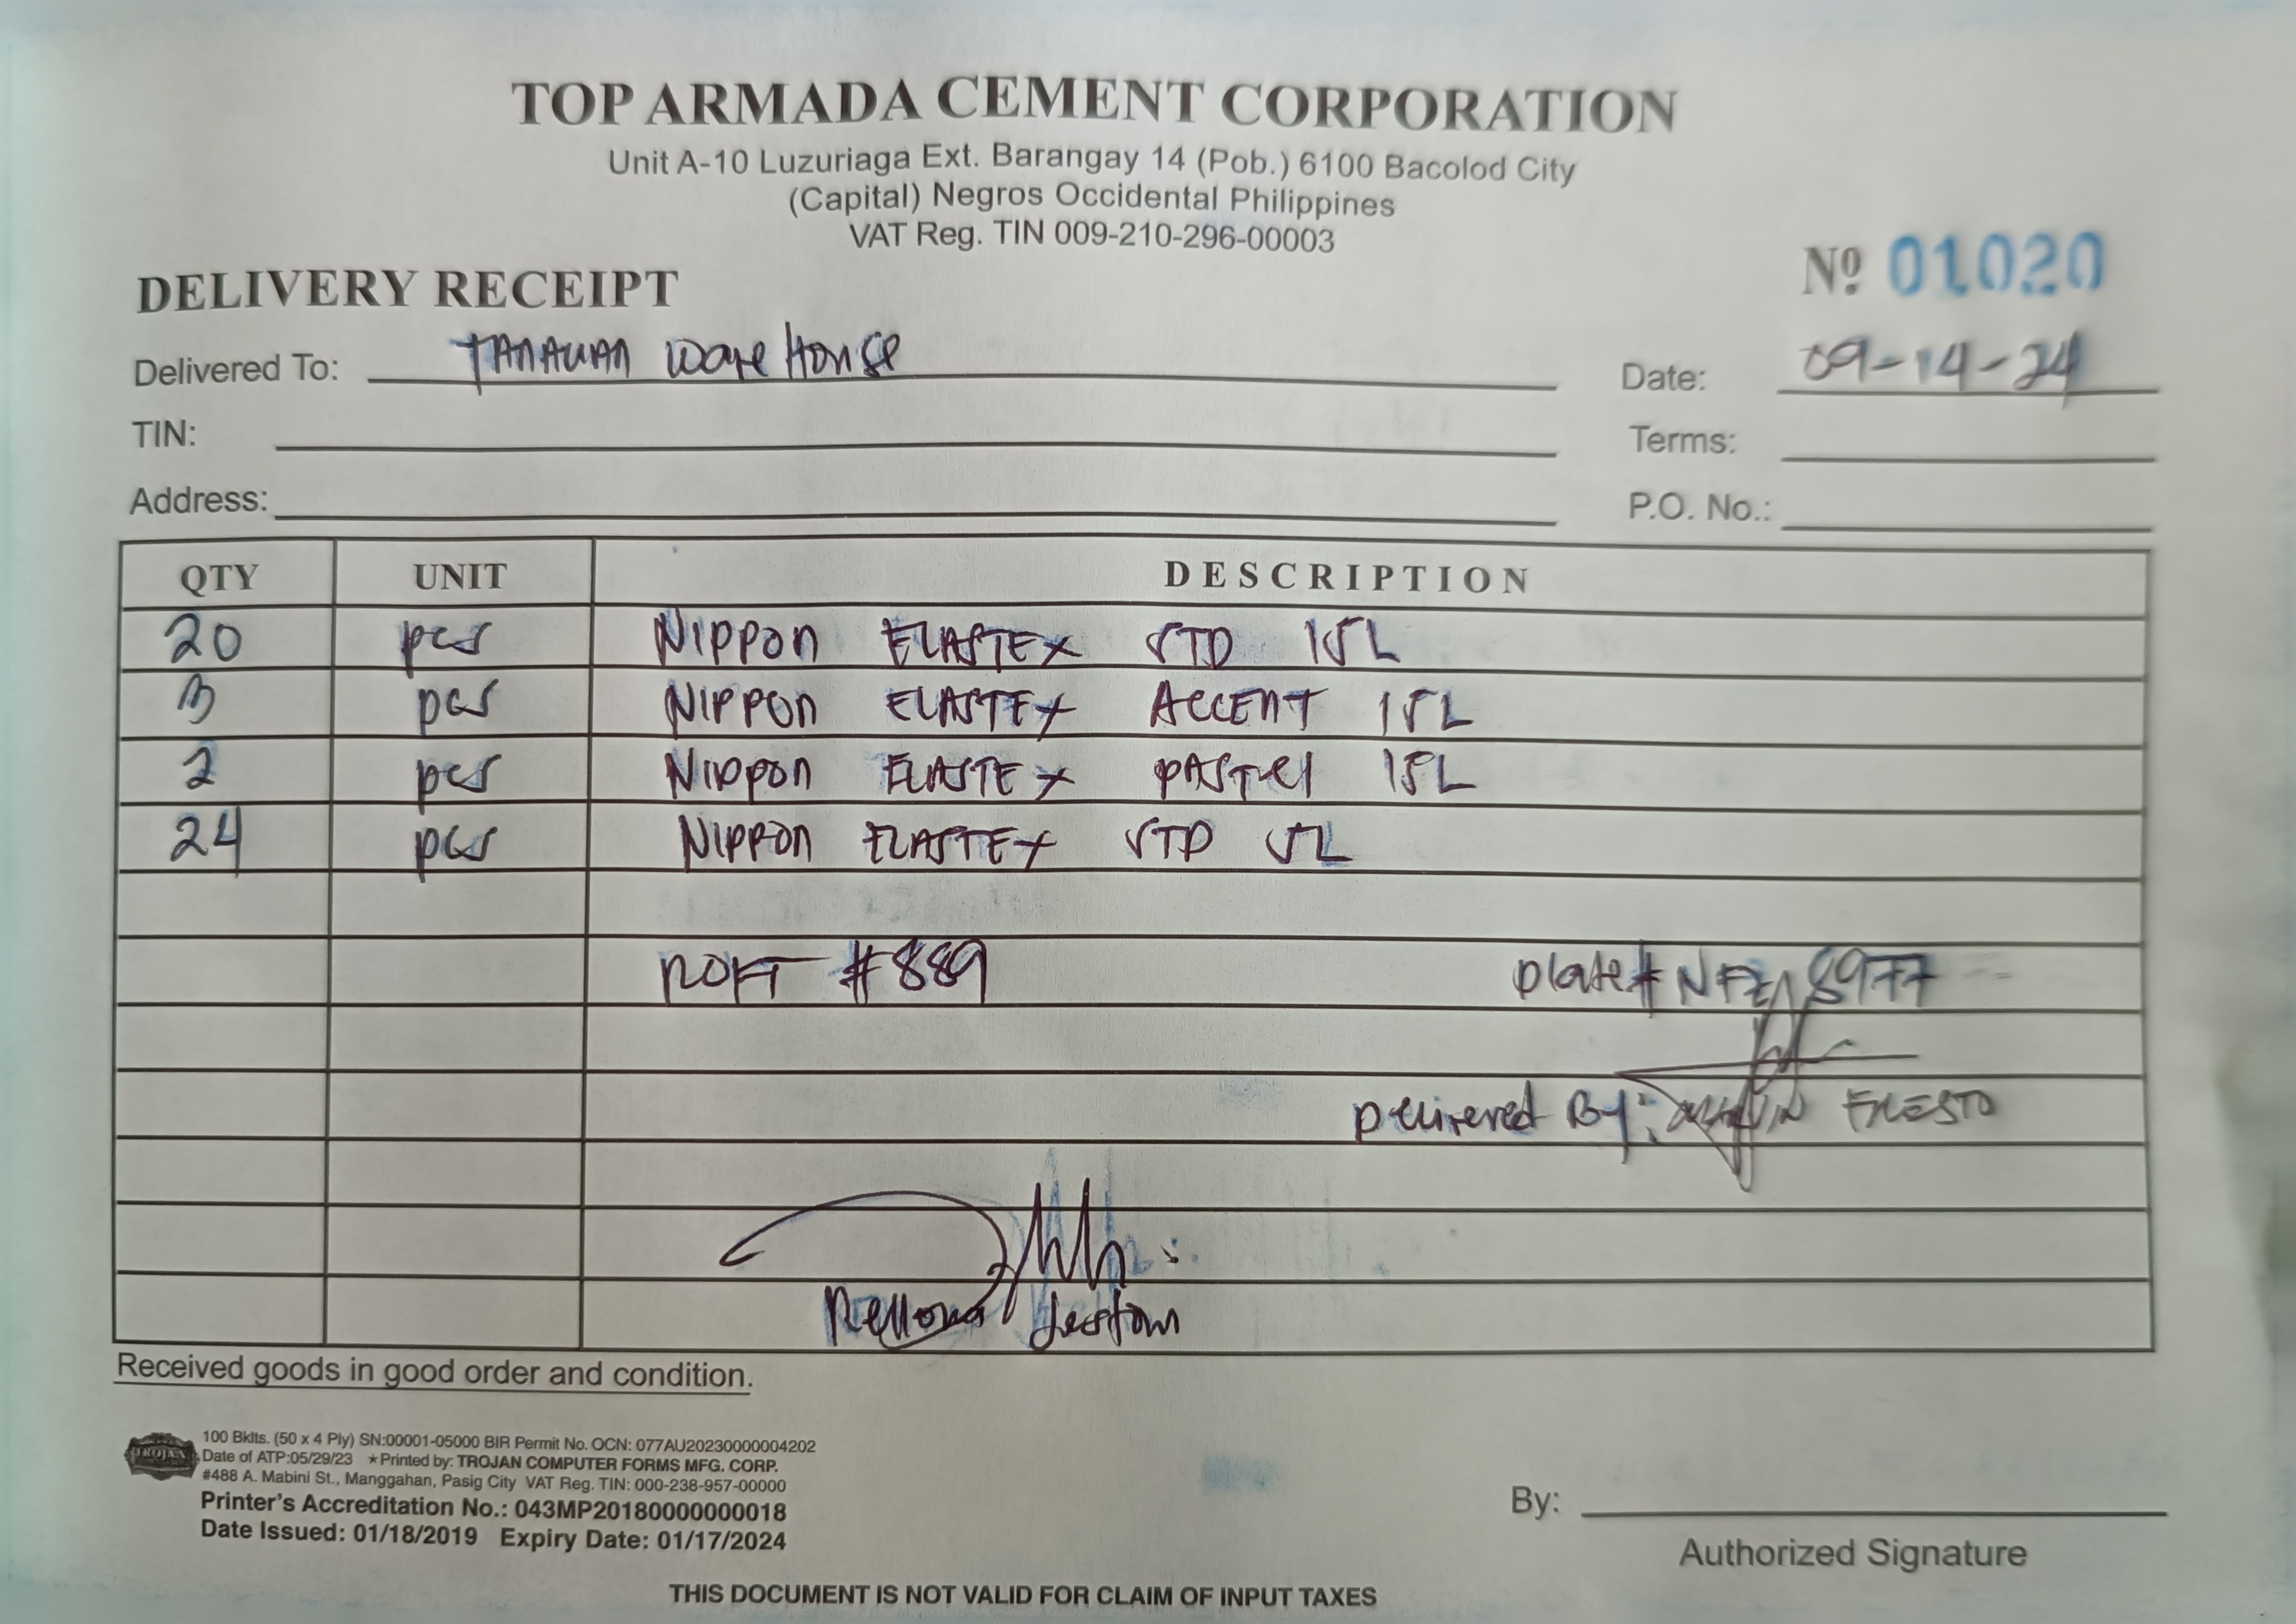 TOP ARMADA CEMENT CORPORATION
Unit A-10 Luzuriaga Ext. Barangay 14 (Pob.) 6100 Bacolod City
(Capital) Negros Occidental Philippines
VAT Reg. TIN 009-210-296-00003
DELIVERY RECEIPT
Nº 01020
Delivered To: TANAUAN WareHouse Date: 09-14-24
TIN: Terms:
Address: P.O. No.:
QTY UNIT DESCRIPTION
20 pcs NIPPON ELASTEX STD 15L
3 pcs NIPPON ELASTEX ACCENT 15L
2 pcs NIPPON ELASTEX PASTEl 15L
24 pcs NIPPON ELASTEX STD 5L
#889 plate# NFZ 8977
Delivered By:
Received goods in good order and condition.
TROJAN
100 Bklts. (50 x 4 Ply) SN:00001-05000 BIR Permit No. OCN: 077AU20230000004202
Date of ATP:05/29/23 ★Printed by: TROJAN COMPUTER FORMS MFG. CORP.
#488 A. Mabini St., Manggahan, Pasig City VAT Reg. TIN: 000-238-957-00000
Printer's Accreditation No.: 043MP20180000000018
Date Issued: 01/18/2019 Expiry Date: 01/17/2024
By:
Authorized Signature
THIS DOCUMENT IS NOT VALID FOR CLAIM OF INPUT TAXES